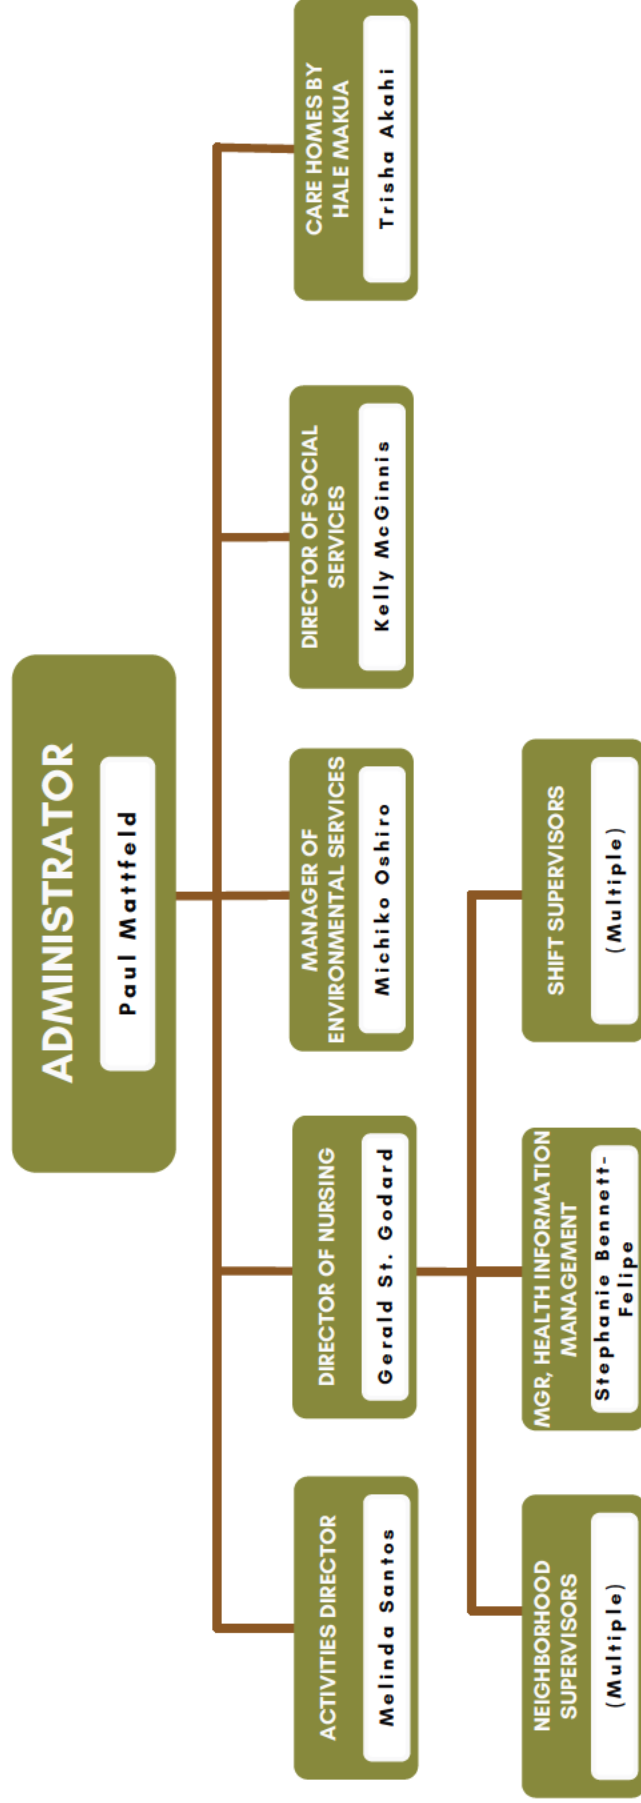 ADMINISTRATOR
Paul Mattfeld
ACTIVITIES DIRECTOR
Melinda Santos
DIRECTOR OF NURSING
Gerald St. Godard
MANAGER OF
ENVIRONMENTAL SERVICES
Michiko Oshiro
DIRECTOR OF SOCIAL
SERVICES
Kelly McGinnis
CARE HOMES BY
HALE MAKUA
Trisha Akahi
NEIGHBORHOOD
SUPERVISORS
(Multiple)
MGR, HEALTH INFORMATION
MANAGEMENT
Stephanie Bennett-
Felipe
SHIFT SUPERVISORS
(Multiple)